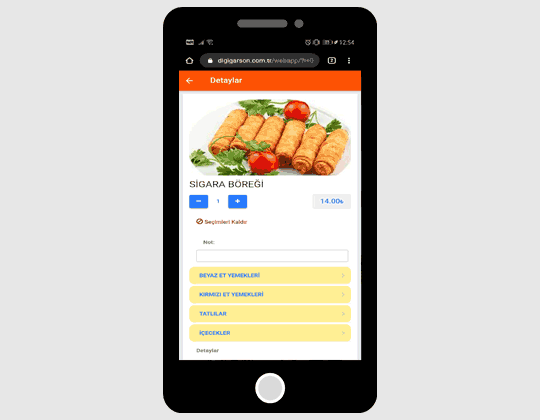 12:54
digigarson.com.tr/webapp/?t=0
Detaylar
SİGARA BÖREĞİ
1
14.00₺
Seçimleri Kaldır
Not:
BEYAZ ET YEMEKLERİ
KIRMIZI ET YEMEKLERİ
TATLILAR
İÇECEKLER
Detaylar